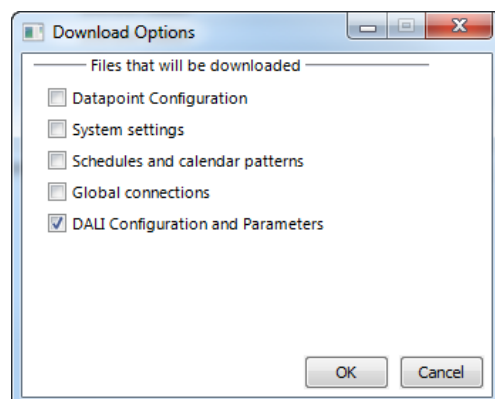 Download Options
Files that will be downloaded
Datapoint Configuration
System settings
Schedules and calendar patterns
Global connections
DALI Configuration and Parameters
OK Cancel